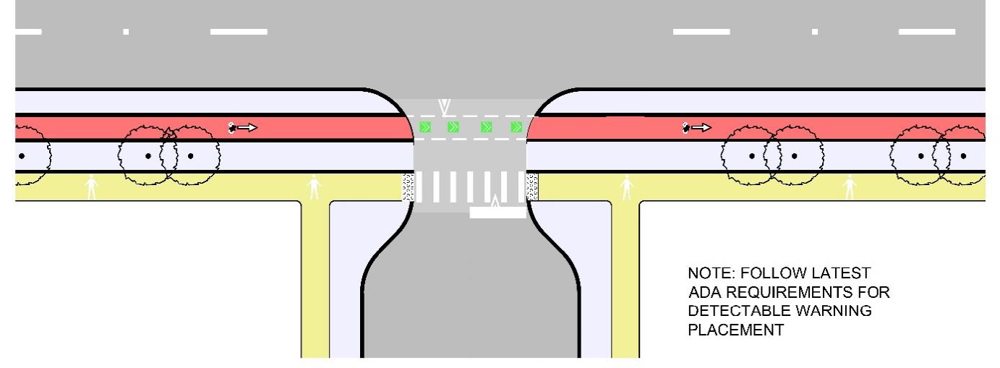 NOTE: FOLLOW LATEST
ADA REQUIREMENTS FOR
DETECTABLE WARNING
PLACEMENT